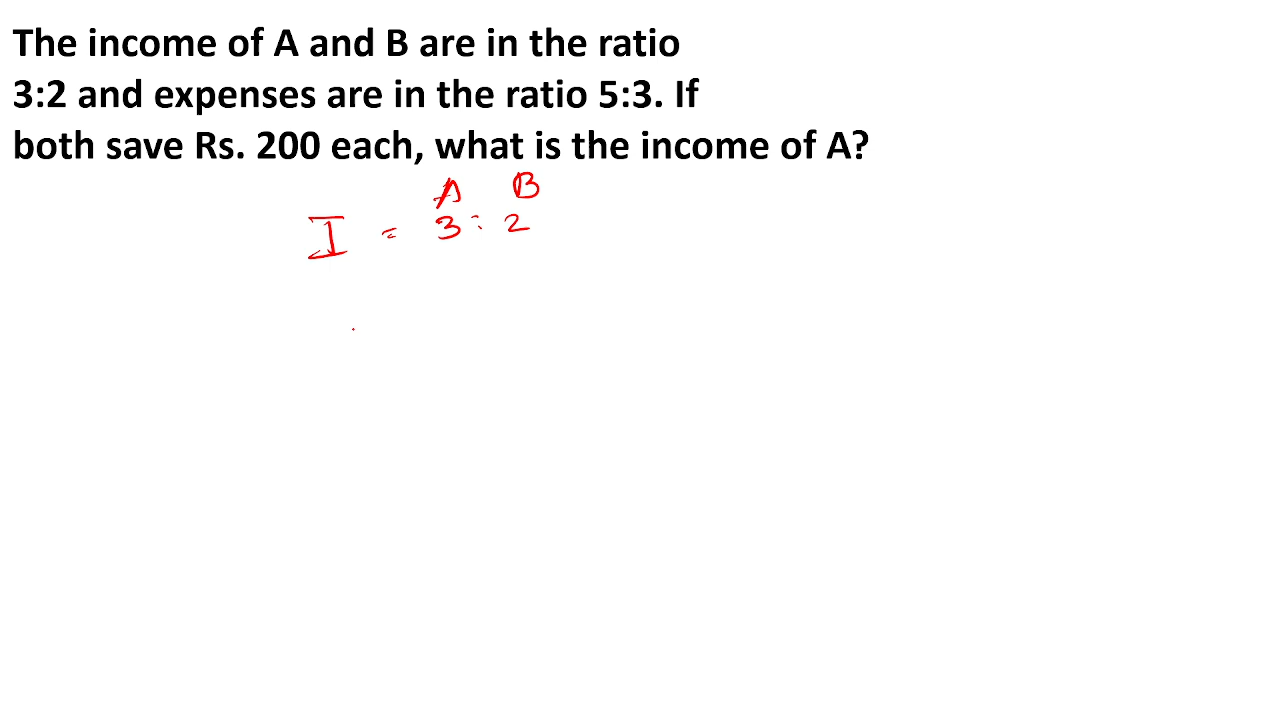 The income of A and B are in the ratio
3:2 and expenses are in the ratio 5:3. If
both save Rs. 200 each, what is the income of A?
A B
I = 3 : 2